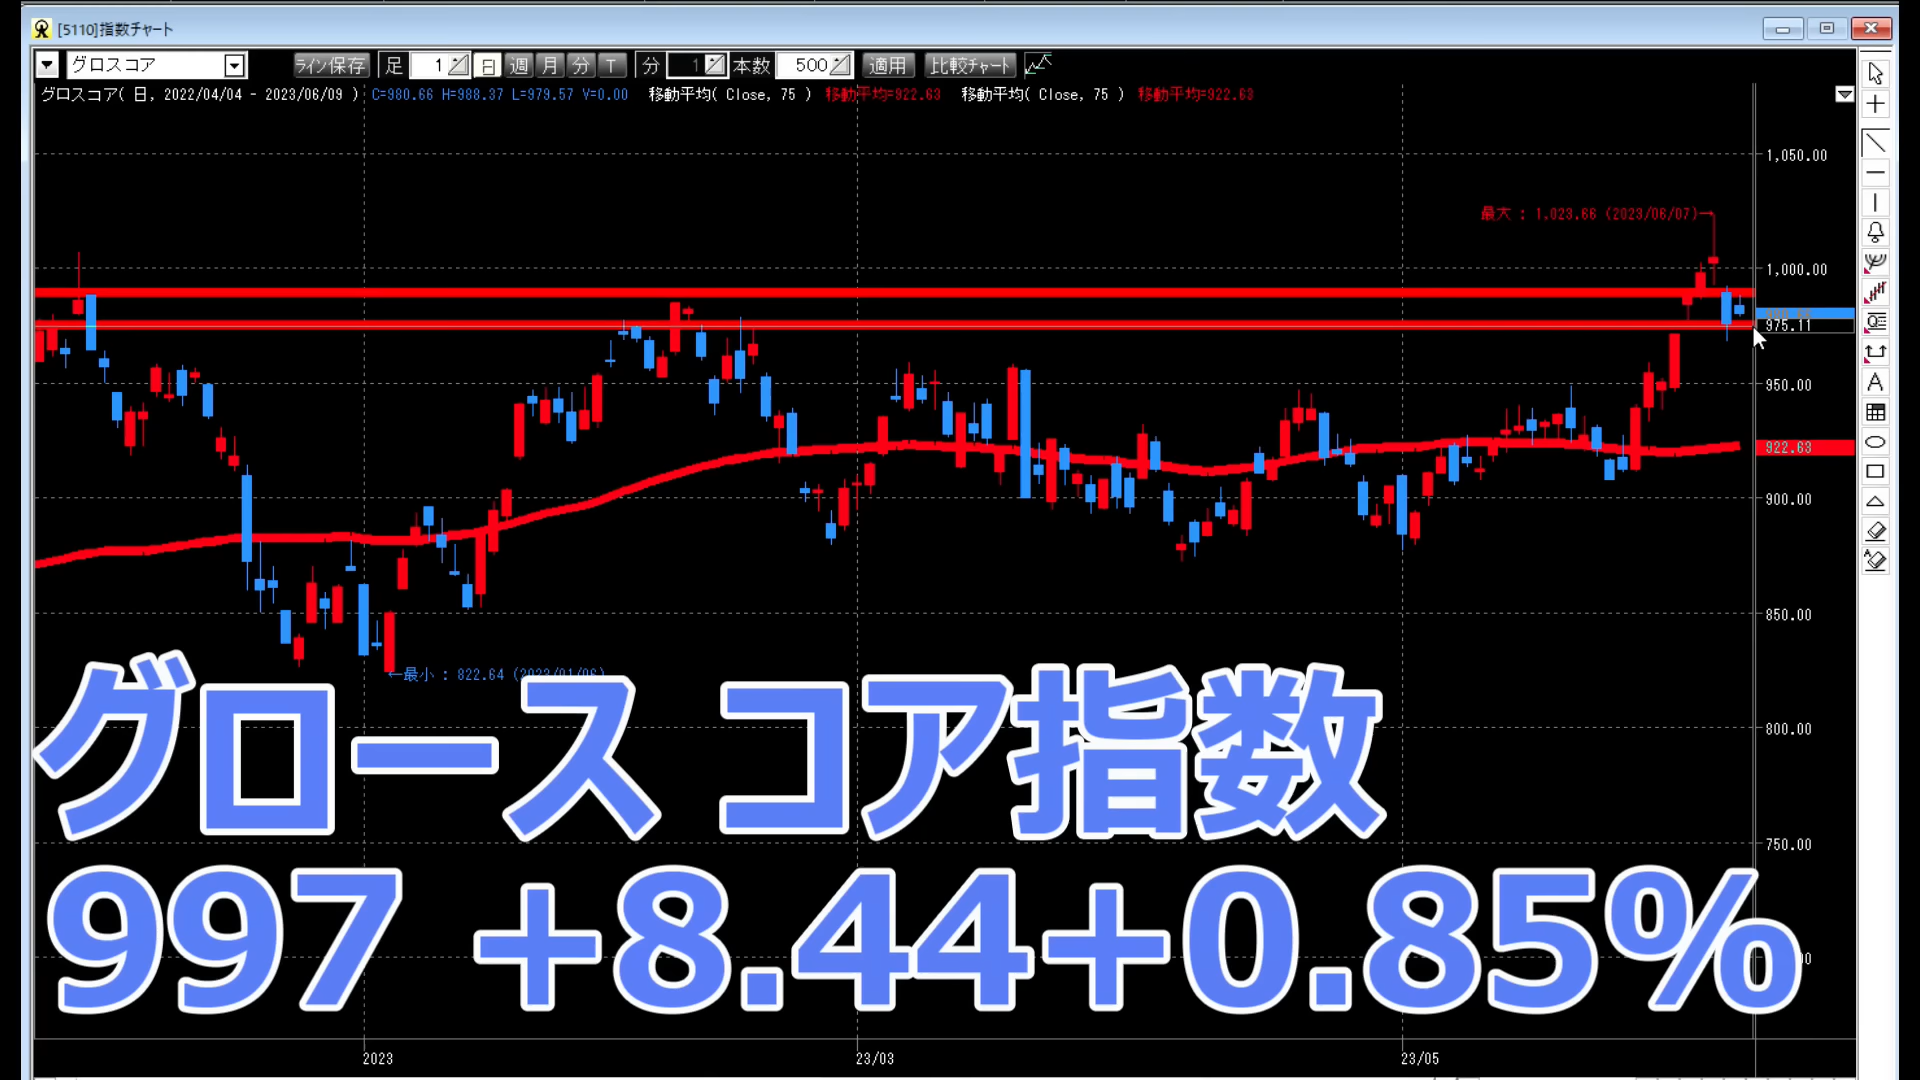 [5110]指数チャート
グロスコア ライン保存 足 1 日 週 月 分 T 分 1 本数 500 適用 比較チャート
グロスコア( 日, 2022/04/04 - 2023/06/09 ) C=980.66 H=988.37 L=979.57 V=0.00 移動平均( Close, 75 ) 移動平均=922.63 移動平均( Close, 75 ) 移動平均=922.63
1,050.00
最大 : 1,023.66 (2023/06/07)→
1,000.00
975.11
950.00
922.63
900.00
850.00
←最小 : 822.64 (2023/01/06)
グロース コア指数
800.00
750.00
997 +8.44+0.85%
2023 23/03 23/05